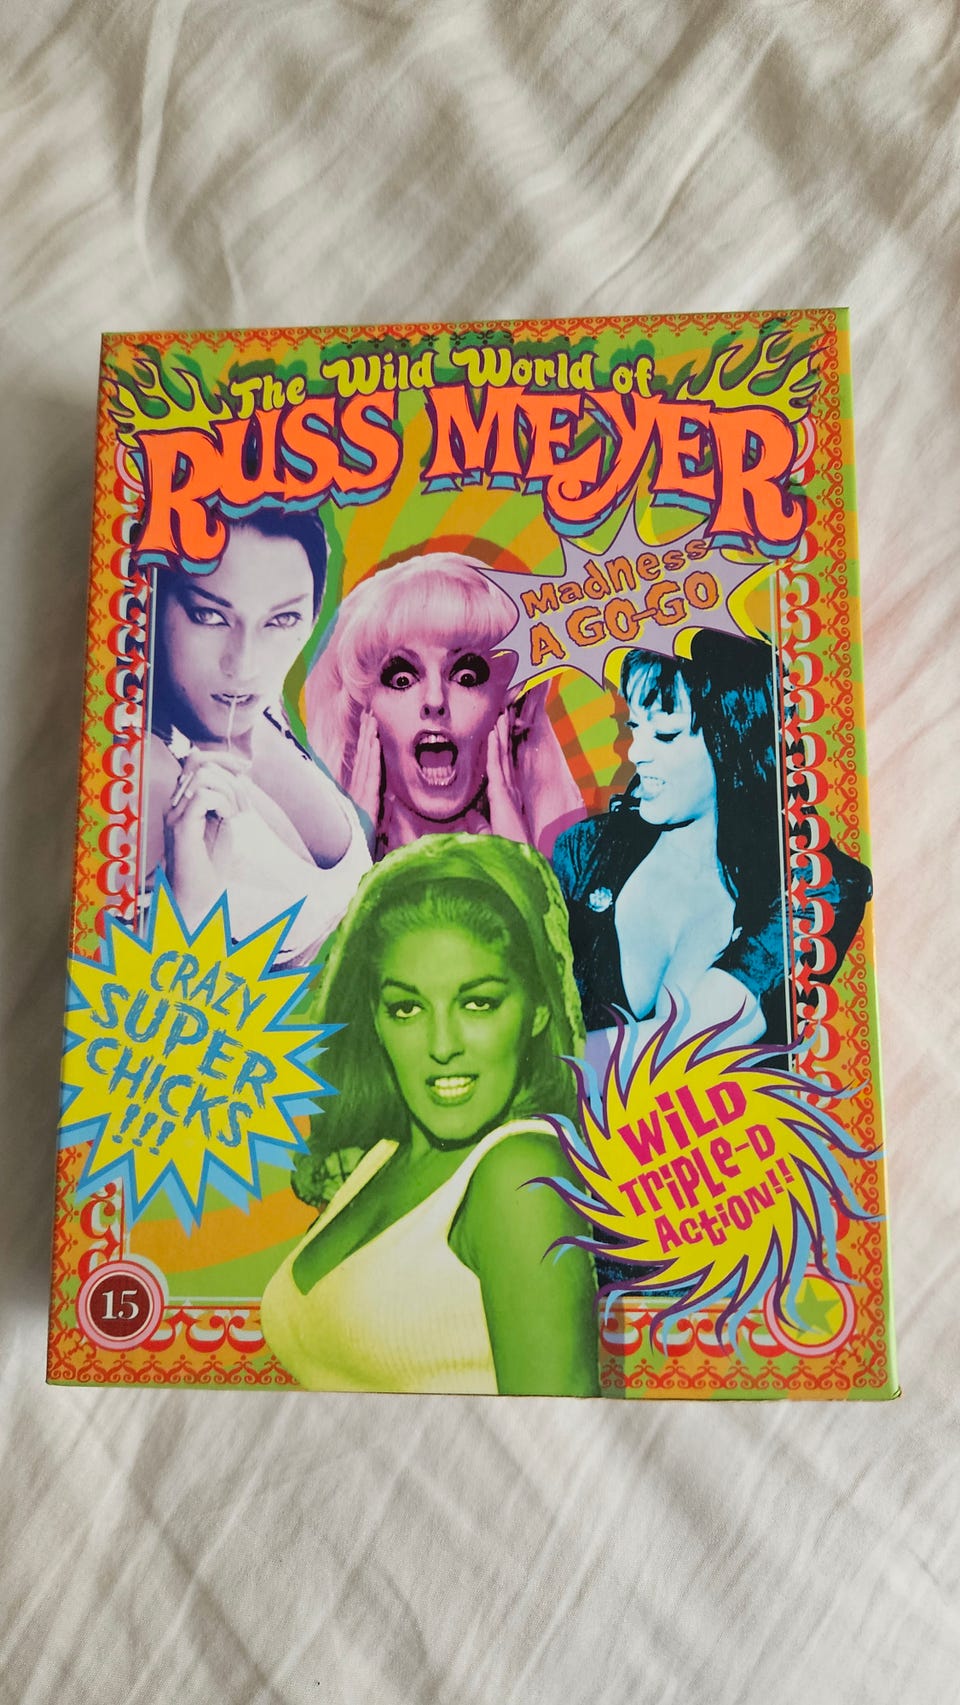 The Wild World of
RUSS MEYER
Madness
A GO-GO
CRAZY
SUPER
CHICKS
!!!
WiLD
TRiPLe-D
Action!!
15